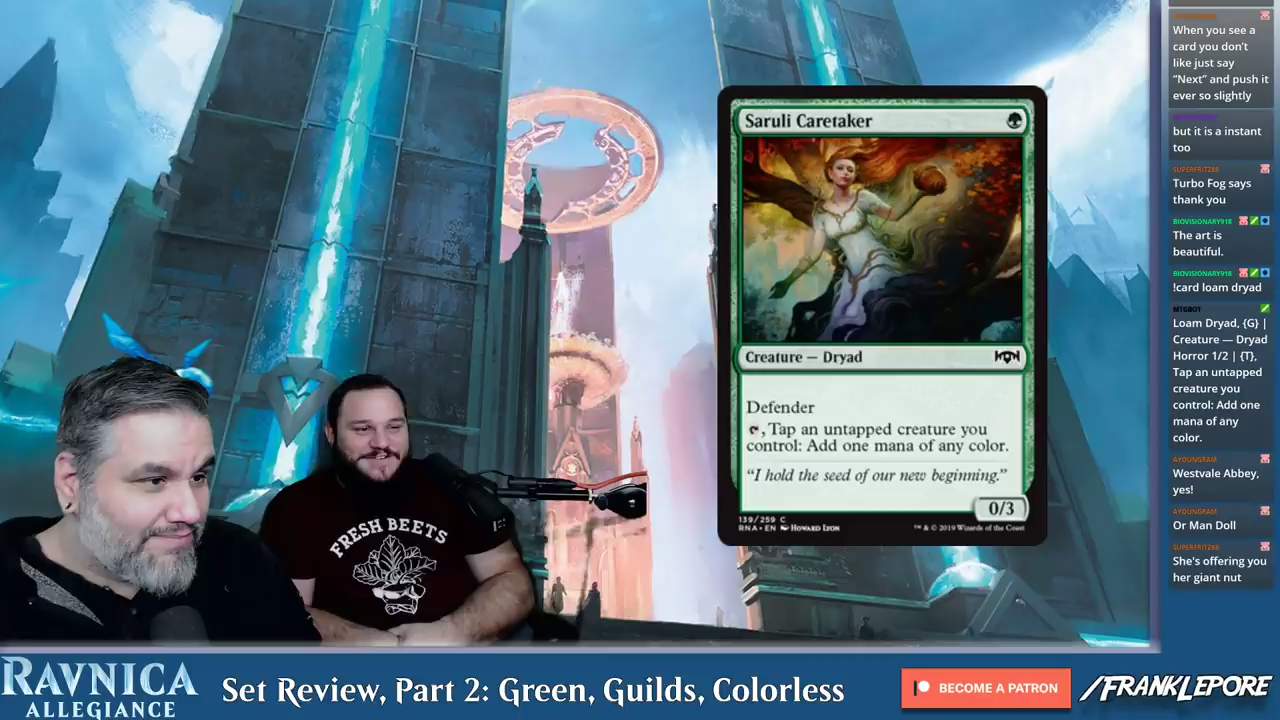 When you see a
card you don't
like just say
"Next" and push it
ever so slightly
but it is a instant
too
SUPERFRITZEE
Turbo Fog says
thank you
BIOVISIONARY918
The art is
beautiful.
BIOVISIONARY918
!card loam dryad
MTGBOT
Loam Dryad, {G} |
Creature — Dryad
Horror 1/2 | {T},
Tap an untapped
creature you
control: Add one
mana of any
color.
AYOUNGRAM
Westvale Abbey,
yes!
AYOUNGRAM
Or Man Doll
SUPERFRITZEE
She's offering you
her giant nut
Saruli Caretaker
Creature — Dryad
Defender
, Tap an untapped creature you
control: Add one mana of any color.
"I hold the seed of our new beginning."
0/3
139/259 C
RNA • EN Howard Lyon
™ & © 2019 Wizards of the Coast
FRESH BEETS
RAVNICA
ALLEGIANCE
Set Review, Part 2: Green, Guilds, Colorless
BECOME A PATRON
/FRANKLEPORE